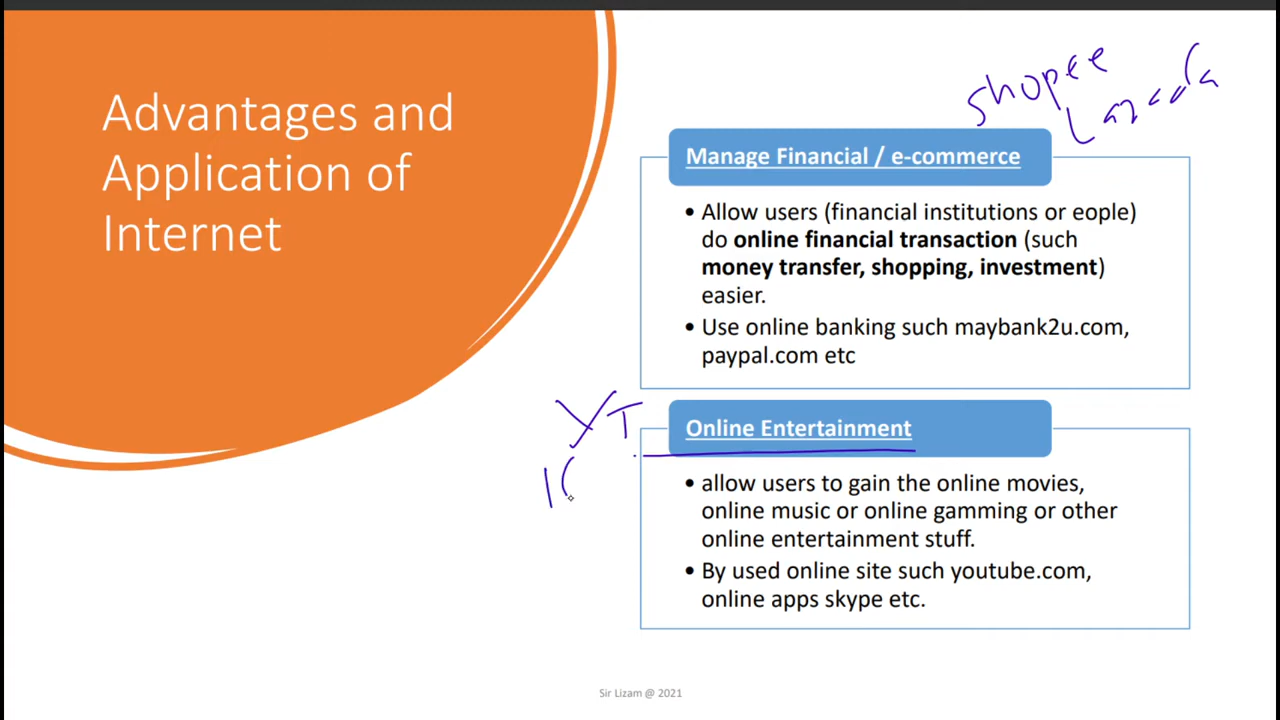 Advantages and
Application of
Internet
shopee
Lazada
Manage Financial / e-commerce
• Allow users (financial institutions or eople)
do online financial transaction (such
money transfer, shopping, investment)
easier.
• Use online banking such maybank2u.com,
paypal.com etc
YT
Online Entertainment
• allow users to gain the online movies,
online music or online gamming or other
online entertainment stuff.
• By used online site such youtube.com,
online apps skype etc.
Sir Lizam @ 2021